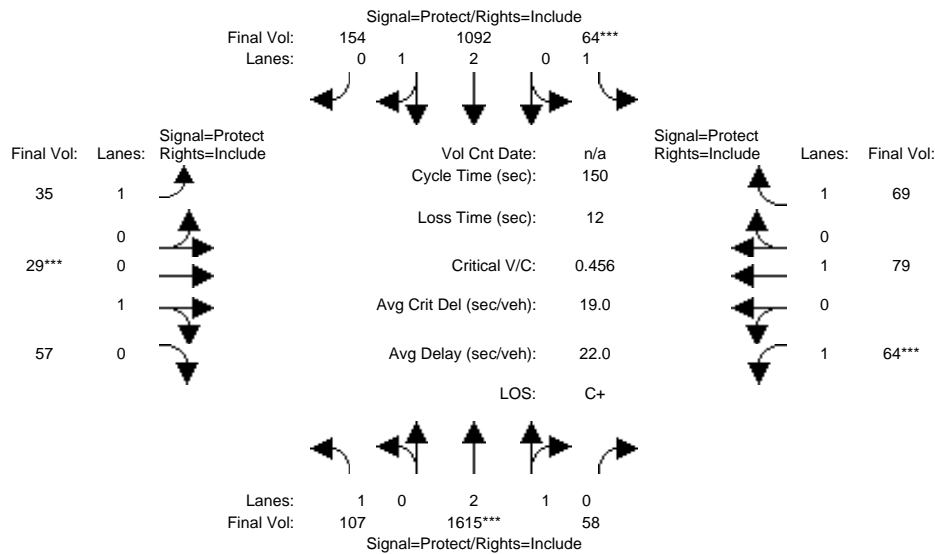 Signal=Protect/Rights=Include
Final Vol: 154 1092 64***
Lanes: 0 1 2 0 1
Signal=Protect
Final Vol: Lanes: Rights=Include
Vol Cnt Date: n/a
Signal=Protect
Rights=Include Lanes: Final Vol:
Cycle Time (sec): 150
35 1
1 69
Loss Time (sec): 12
0
0
29*** 0
Critical V/C: 0.456
1 79
1
Avg Crit Del (sec/veh): 19.0
0
57 0
Avg Delay (sec/veh): 22.0
1 64***
LOS: C+
Lanes: 1 0 2 1 0
Final Vol: 107 1615*** 58
Signal=Protect/Rights=Include